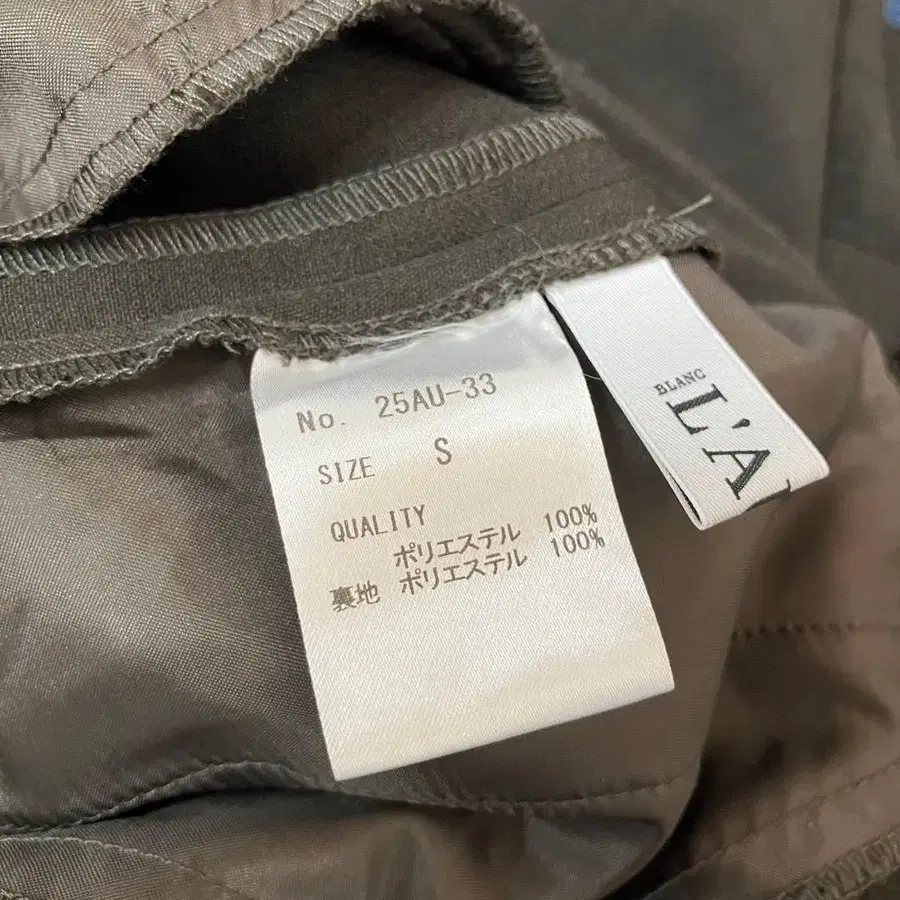 No. 25AU-33
SIZE S
QUALITY
ポリエステル 100%
裏地 ポリエステル 100%
BLANC
L'A